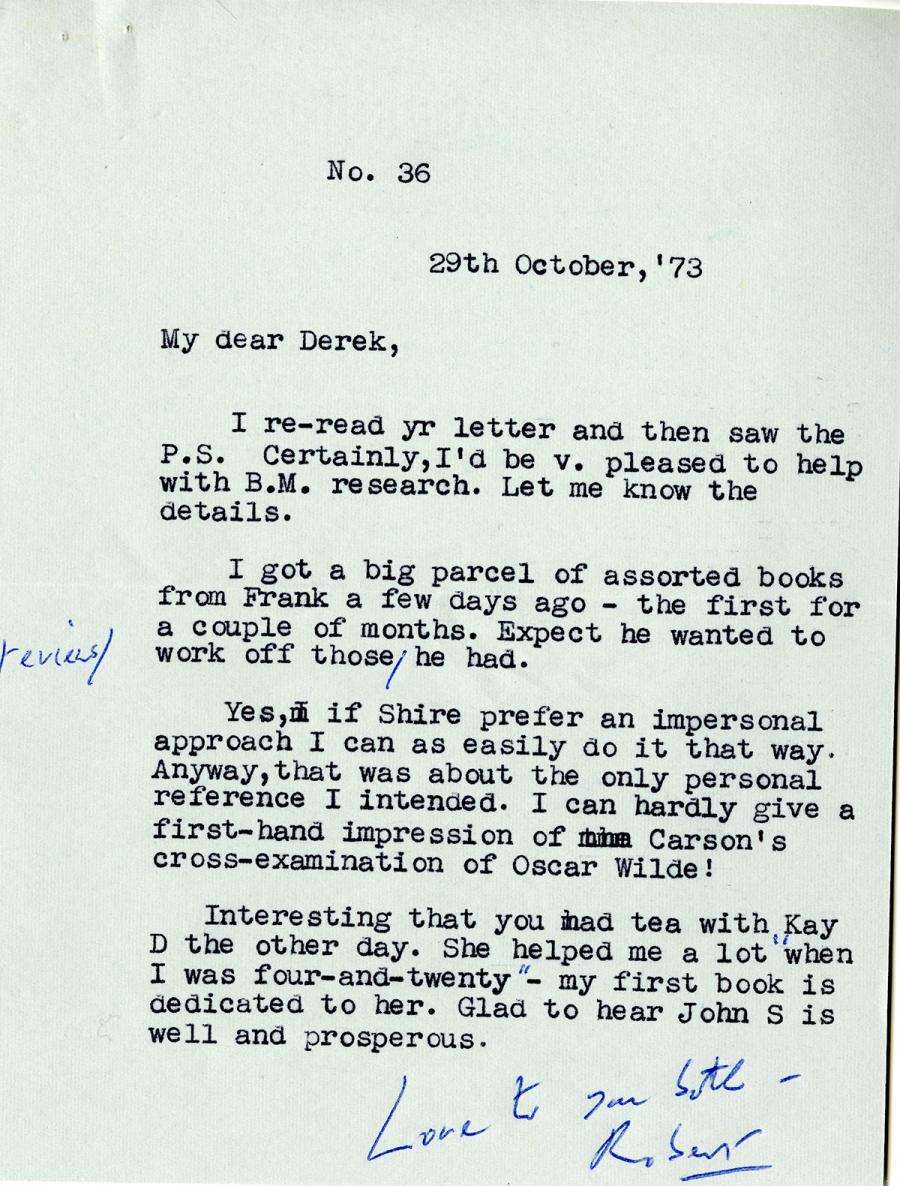 No. 36
29th October,'73
My dear Derek,
I re-read yr letter and then saw the
P.S. Certainly,I'd be v. pleased to help
with B.M. research. Let me know the
details.
I got a big parcel of assorted books
from Frank a few days ago - the first for
a couple of months. Expect he wanted to
reviews/
work off those/he had.
Yes, if Shire prefer an impersonal
approach I can as easily do it that way.
Anyway,that was about the only personal
reference I intended. I can hardly give a
first-hand impression of Carson's
cross-examination of Oscar Wilde!
Interesting that you had tea with Kay
D the other day. She helped me a lot "when
I was four-and-twenty"- my first book is
dedicated to her. Glad to hear John S is
well and prosperous.
Love to you both -
Robert